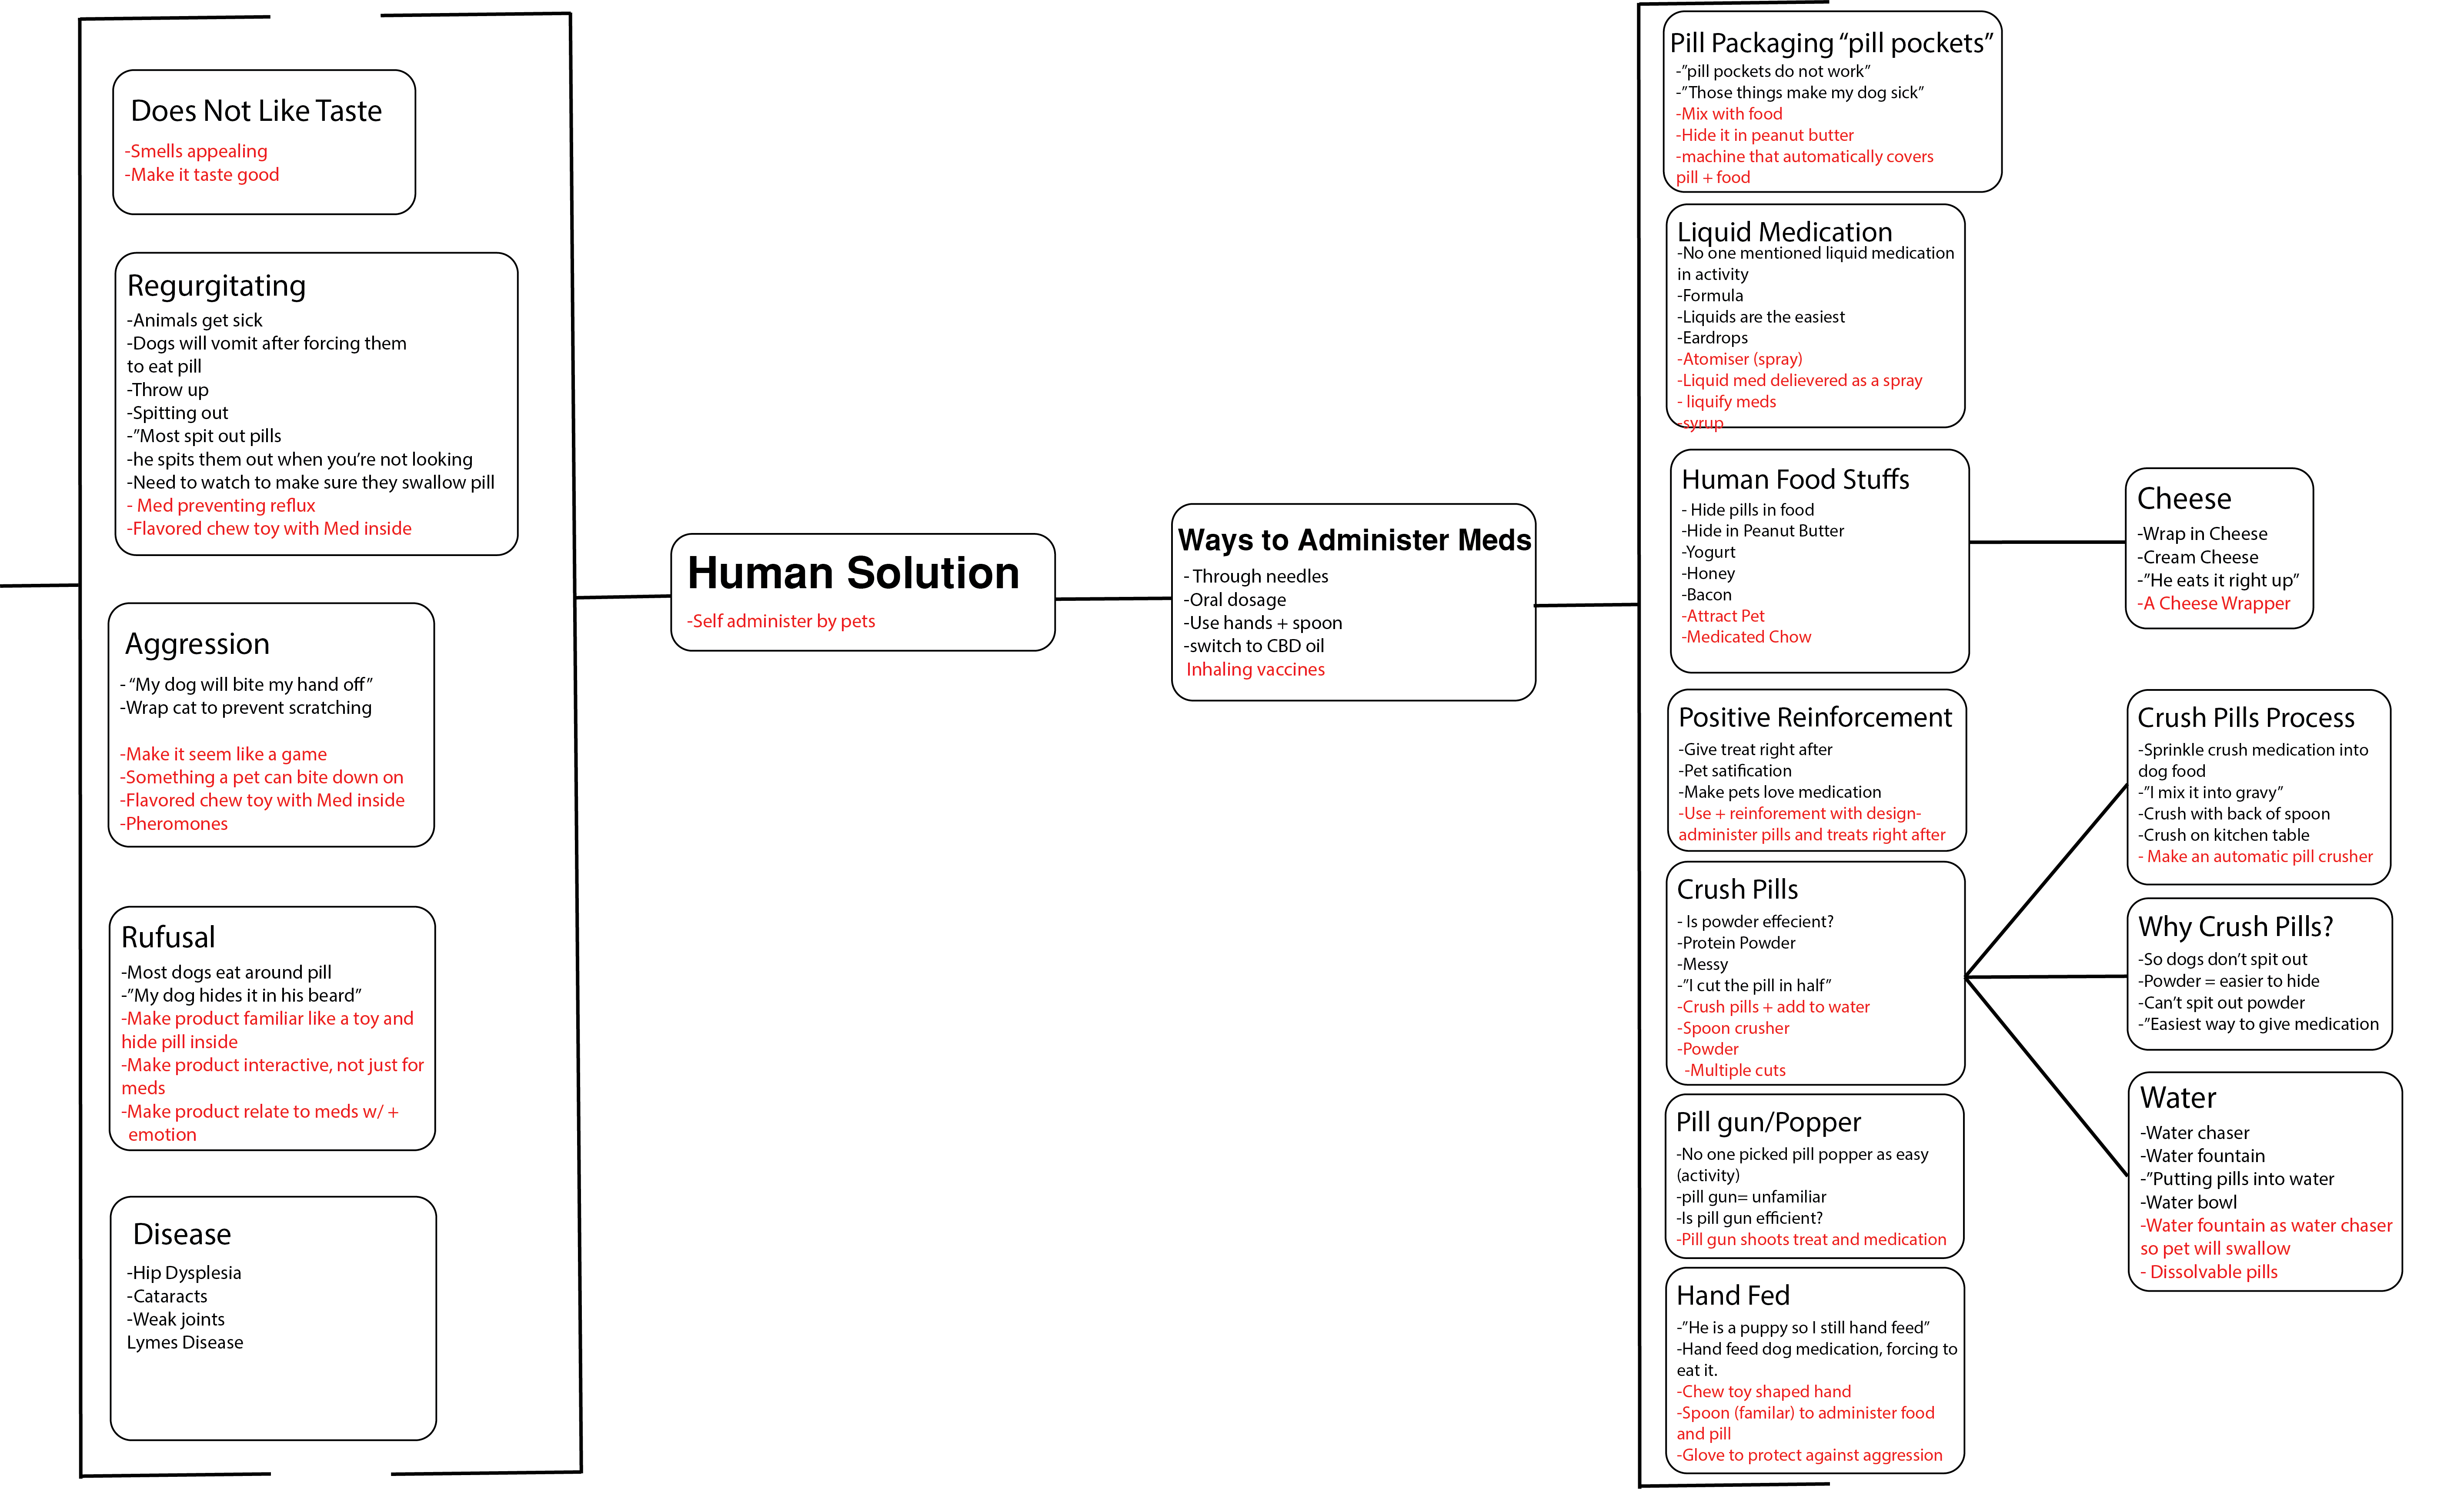 Does Not Like Taste
-Smells appealing
-Make it taste good
Regurgitating
-Animals get sick
-Dogs will vomit after forcing them
to eat pill
-Throw up
-Spitting out
-”Most spit out pills
-he spits them out when you’re not looking
-Need to watch to make sure they swallow pill
- Med preventing reflux
-Flavored chew toy with Med inside
Aggression
- “My dog will bite my hand off”
-Wrap cat to prevent scratching
-Make it seem like a game
-Something a pet can bite down on
-Flavored chew toy with Med inside
-Pheromones
Rufusal
-Most dogs eat around pill
-”My dog hides it in his beard”
-Make product familiar like a toy and
hide pill inside
-Make product interactive, not just for
meds
-Make product relate to meds w/ +
emotion
Disease
-Hip Dysplesia
-Cataracts
-Weak joints
Lymes Disease
Human Solution
-Self administer by pets
Ways to Administer Meds
- Through needles
-Oral dosage
-Use hands + spoon
-switch to CBD oil
Inhaling vaccines
Pill Packaging “pill pockets”
-”pill pockets do not work”
-”Those things make my dog sick”
-Mix with food
-Hide it in peanut butter
-machine that automatically covers
pill + food
Liquid Medication
-No one mentioned liquid medication
in activity
-Formula
-Liquids are the easiest
-Eardrops
-Atomiser (spray)
-Liquid med delievered as a spray
- liquify meds
-syrup
Human Food Stuffs
- Hide pills in food
-Hide in Peanut Butter
-Yogurt
-Honey
-Bacon
-Attract Pet
-Medicated Chow
Cheese
-Wrap in Cheese
-Cream Cheese
-”He eats it right up”
-A Cheese Wrapper
Positive Reinforcement
-Give treat right after
-Pet satification
-Make pets love medication
-Use + reinforement with design-
administer pills and treats right after
Crush Pills
- Is powder effecient?
-Protein Powder
-Messy
-”I cut the pill in half”
-Crush pills + add to water
-Spoon crusher
-Powder
-Multiple cuts
Crush Pills Process
-Sprinkle crush medication into
dog food
-”I mix it into gravy”
-Crush with back of spoon
-Crush on kitchen table
- Make an automatic pill crusher
Why Crush Pills?
-So dogs don’t spit out
-Powder = easier to hide
-Can’t spit out powder
-”Easiest way to give medication
Water
-Water chaser
-Water fountain
-”Putting pills into water
-Water bowl
-Water fountain as water chaser
so pet will swallow
- Dissolvable pills
Pill gun/Popper
-No one picked pill popper as easy
(activity)
-pill gun= unfamiliar
-Is pill gun efficient?
-Pill gun shoots treat and medication
Hand Fed
-”He is a puppy so I still hand feed”
-Hand feed dog medication, forcing to
eat it.
-Chew toy shaped hand
-Spoon (familar) to administer food
and pill
-Glove to protect against aggression